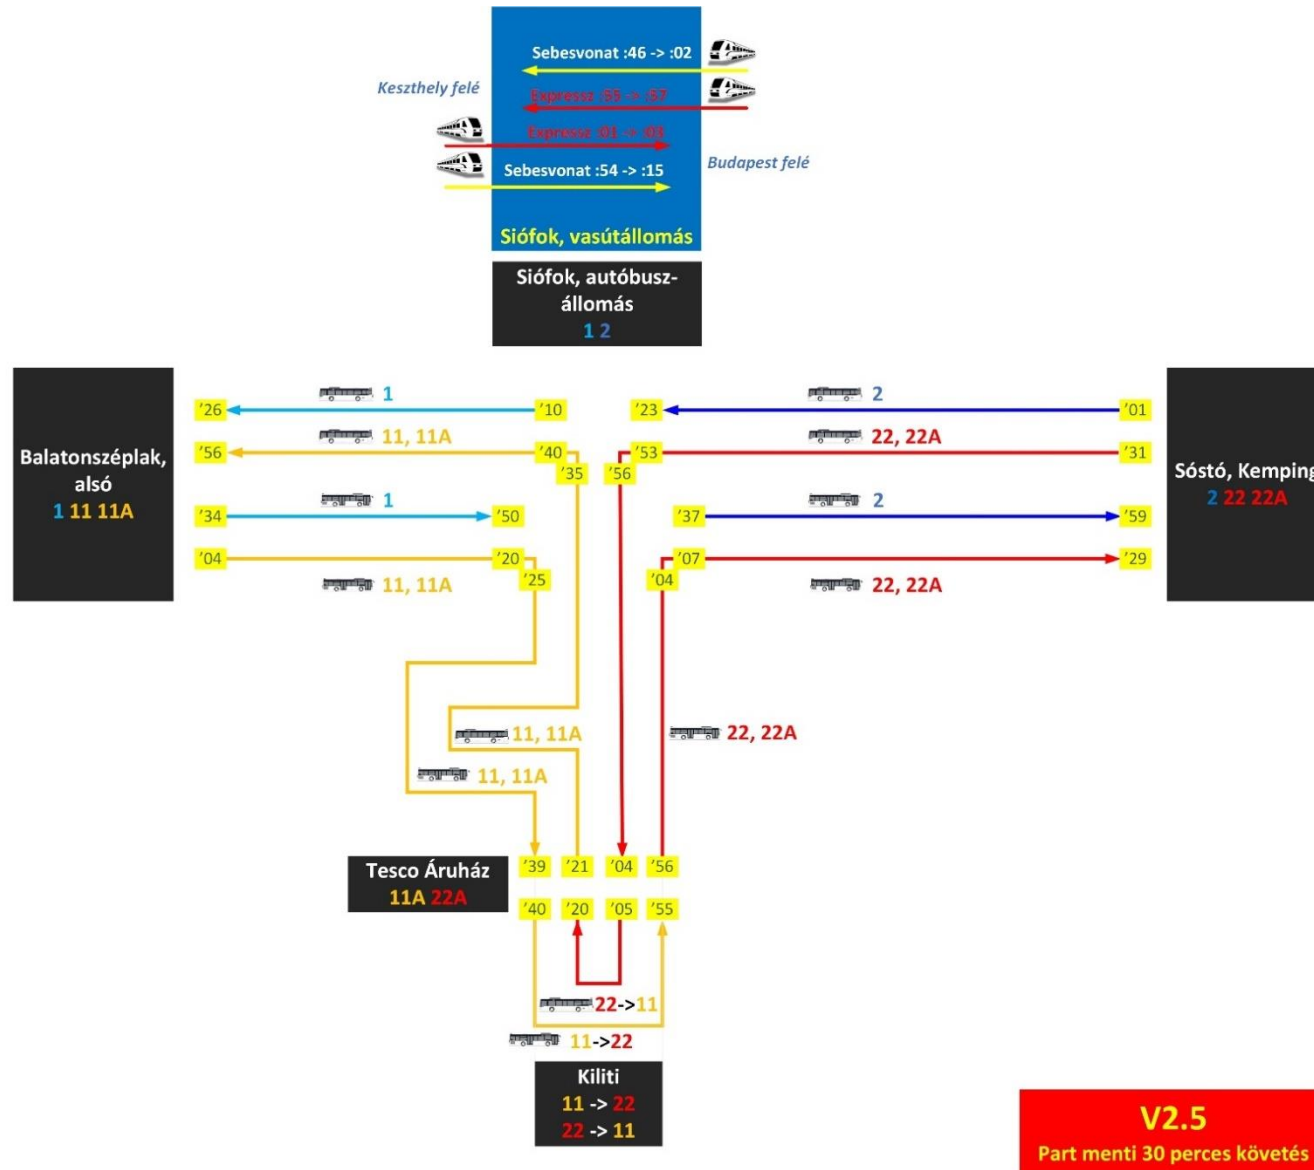 Sebesvonat :46 -> :02
Keszthely felé
Expressz :55 -> :57
Expressz :01 -> :03
Budapest felé
Sebesvonat :54 -> :15
Siófok, vasútállomás
Siófok, autóbusz-
állomás
1 2
Balatonszéplak,
alsó
1 11 11A
Sóstó, Kemping
2 22 22A
1
’26
’10
2
’23
’01
11, 11A
’56
’40
’35
22, 22A
’53
’56
’31
1
’34
’50
2
’37
’59
’04
’20
’25
11, 11A
’07
’04
’29
22, 22A
11, 11A
22, 22A
11, 11A
Tesco Áruház
11A 22A
’39
’21
’04
’56
’40
’20
’05
’55
22->11
11->22
Kiliti
11 -> 22
22 -> 11
V2.5
Part menti 30 perces követés